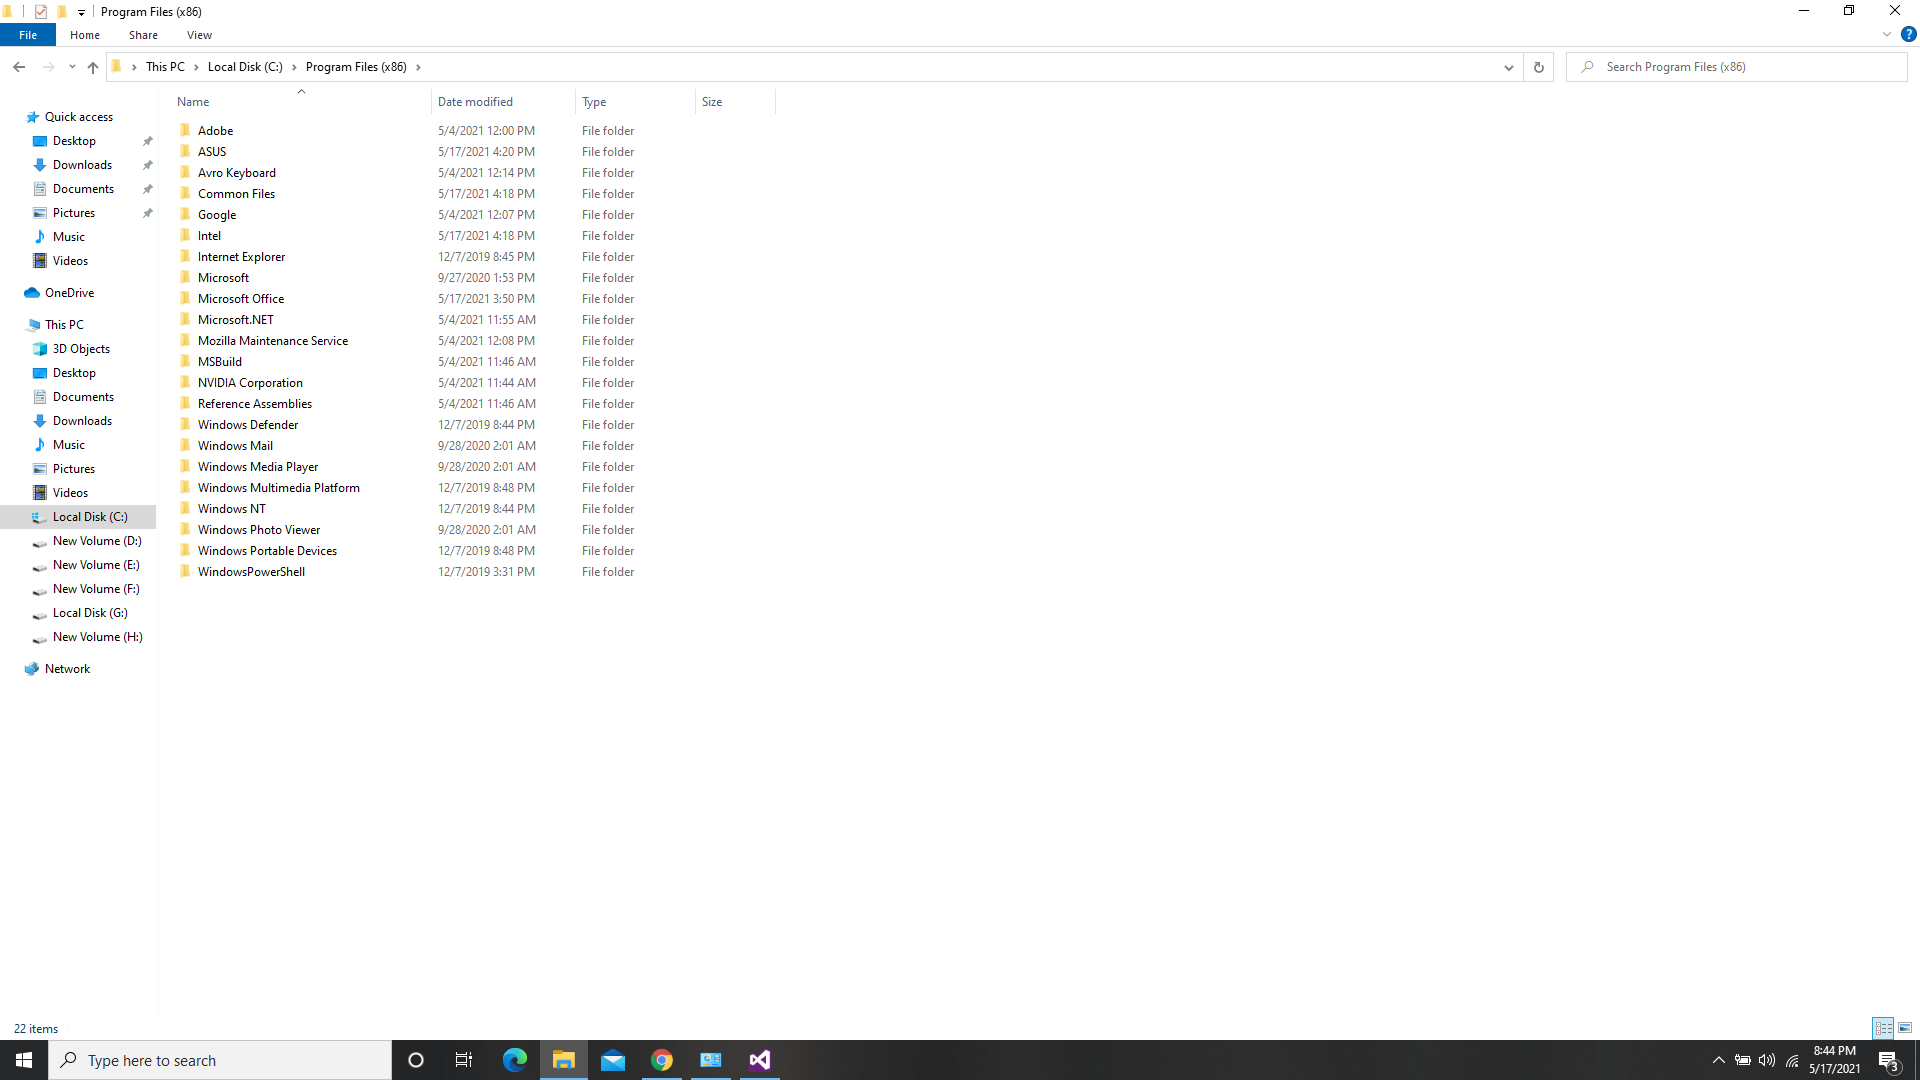 Program Files (x86)
File Home Share View
This PC Local Disk (C:) Program Files (x86)
Search Program Files (x86)
Name Date modified Type Size
Quick access
Desktop
Downloads
Documents
Pictures
Music
Videos
OneDrive
This PC
3D Objects
Desktop
Documents
Downloads
Music
Pictures
Videos
Local Disk (C:)
New Volume (D:)
New Volume (E:)
New Volume (F:)
Local Disk (G:)
New Volume (H:)
Network
Adobe 5/4/2021 12:00 PM File folder
ASUS 5/17/2021 4:20 PM File folder
Avro Keyboard 5/4/2021 12:14 PM File folder
Common Files 5/17/2021 4:18 PM File folder
Google 5/4/2021 12:07 PM File folder
Intel 5/17/2021 4:18 PM File folder
Internet Explorer 12/7/2019 8:45 PM File folder
Microsoft 9/27/2020 1:53 PM File folder
Microsoft Office 5/17/2021 3:50 PM File folder
Microsoft.NET 5/4/2021 11:55 AM File folder
Mozilla Maintenance Service 5/4/2021 12:08 PM File folder
MSBuild 5/4/2021 11:46 AM File folder
NVIDIA Corporation 5/4/2021 11:44 AM File folder
Reference Assemblies 5/4/2021 11:46 AM File folder
Windows Defender 12/7/2019 8:44 PM File folder
Windows Mail 9/28/2020 2:01 AM File folder
Windows Media Player 9/28/2020 2:01 AM File folder
Windows Multimedia Platform 12/7/2019 8:48 PM File folder
Windows NT 12/7/2019 8:44 PM File folder
Windows Photo Viewer 9/28/2020 2:01 AM File folder
Windows Portable Devices 12/7/2019 8:48 PM File folder
WindowsPowerShell 12/7/2019 3:31 PM File folder
22 items
Type here to search
8:44 PM
5/17/2021
3